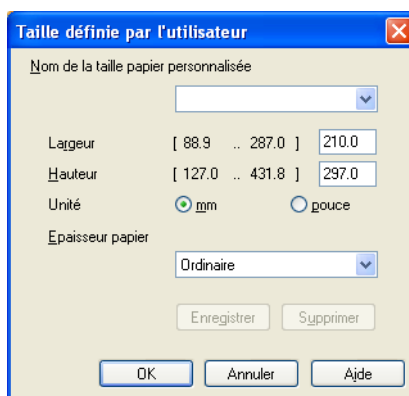 Taille définie par l'utilisateur
Nom de la taille papier personnalisée
Largeur [ 88.9 .. 287.0 ] 210.0
Hauteur [ 127.0 .. 431.8 ] 297.0
Unité mm pouce
Epaisseur papier
Ordinaire
Enregistrer Supprimer
OK Annuler Aide